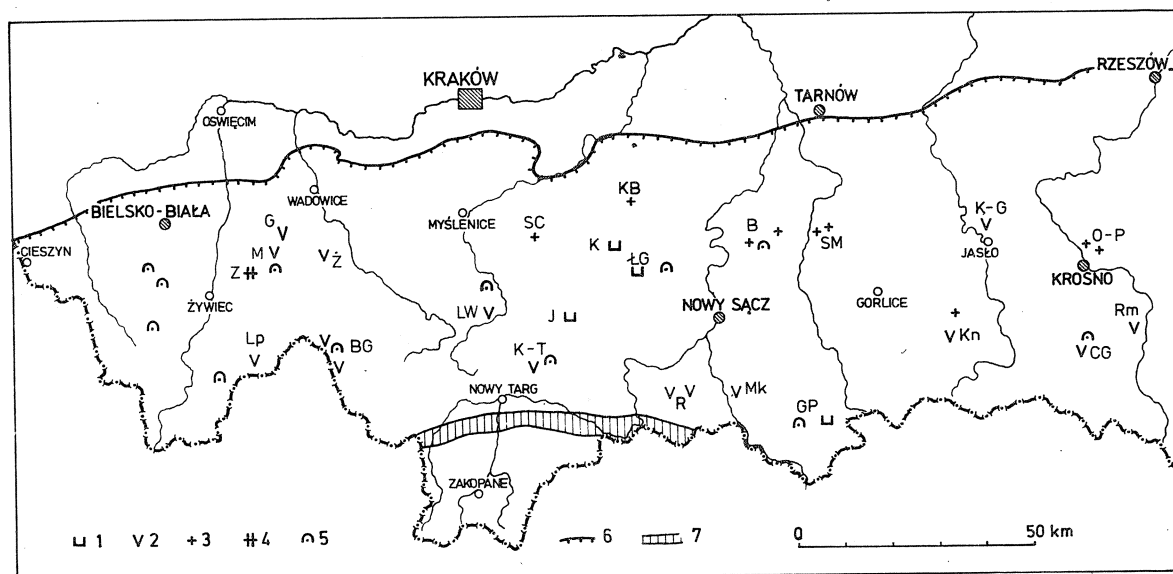 RZESZÓW
KRAKÓW
TARNÓW
OŚWIĘCIM
WADOWICE
KB
BIELSKO-BIAŁA
MYŚLENICE
G
SC
B
K-G
M
Ż
K
SM
O-P
CIESZYN
Z
ŁG
JASŁO
KROSNO
ŻYWIEC
LW
J
NOWY SĄCZ
GORLICE
Rm
Lp
BG
K-T
Kn
CG
NOWY TARG
R
Mk
GP
ZAKOPANE
1 2 3 4 5 6 7 0 50 km